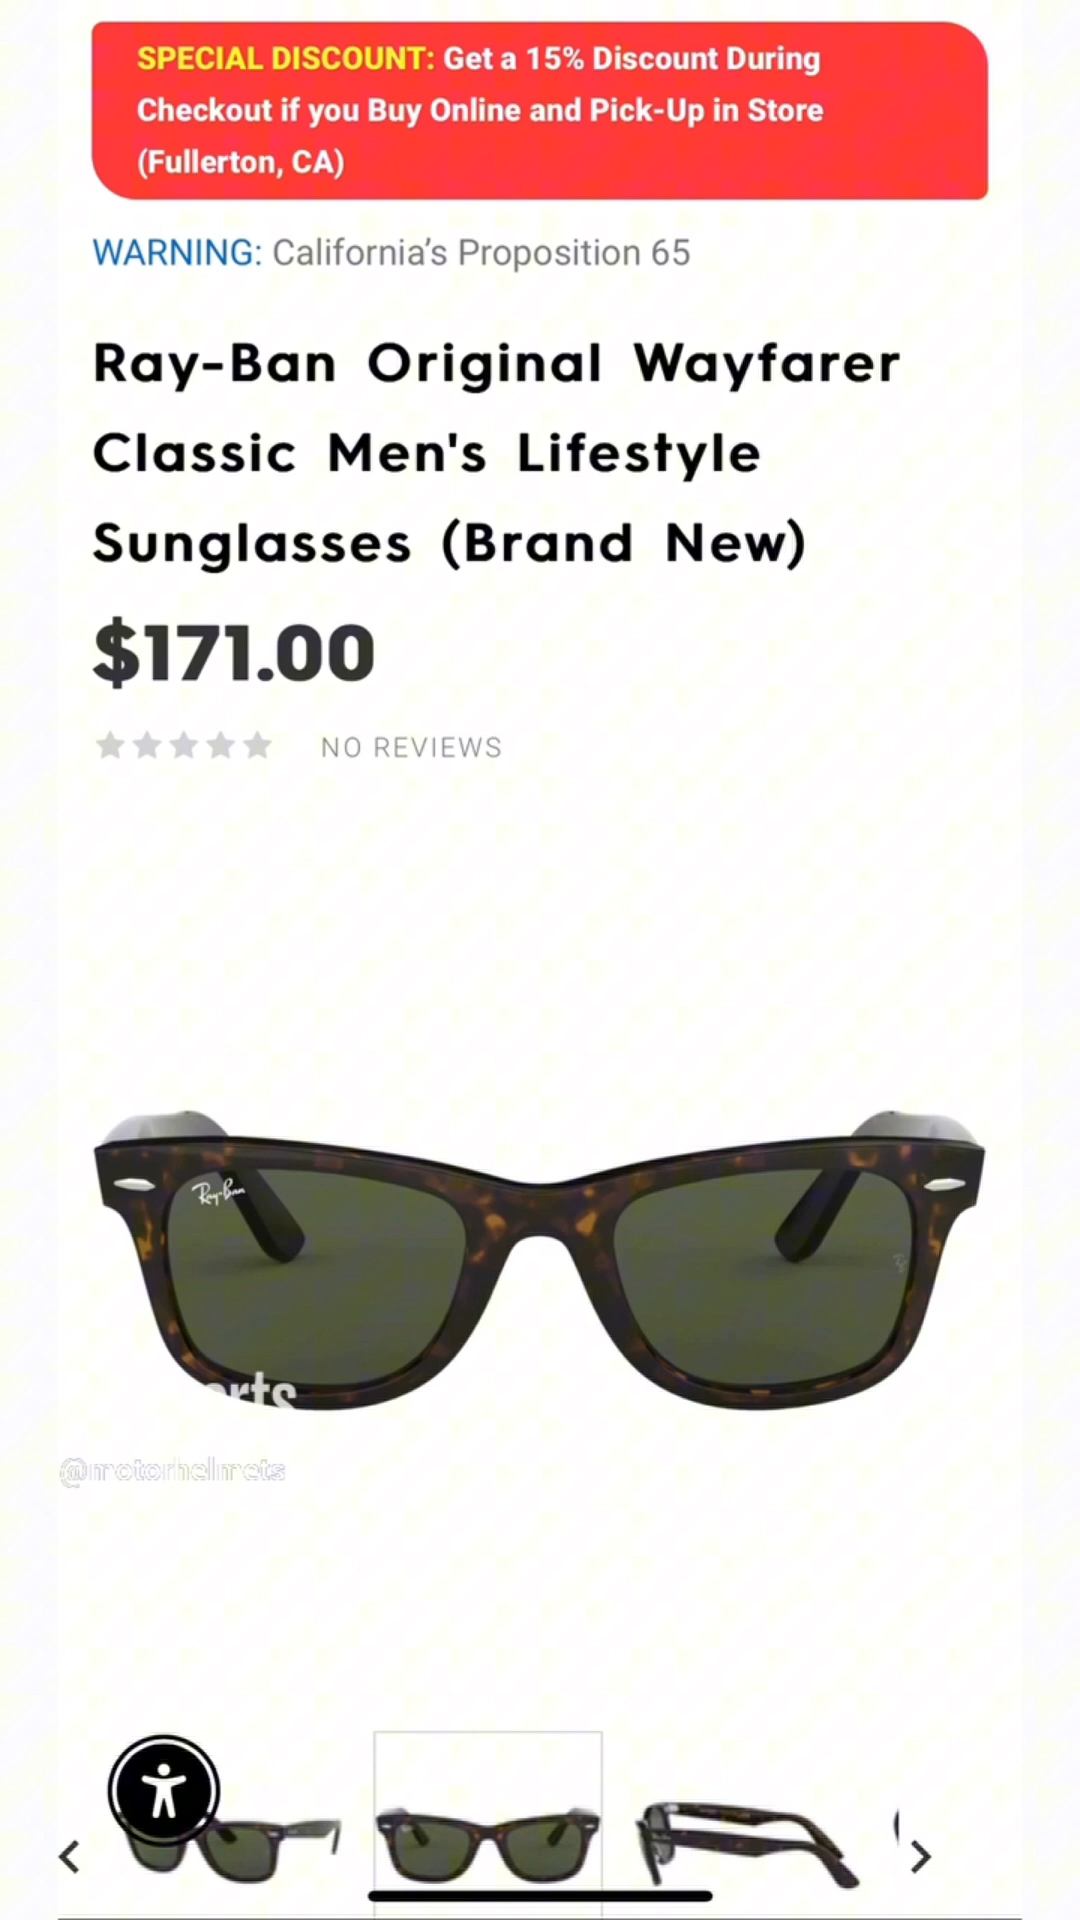 SPECIAL DISCOUNT: Get a 15% Discount During
Checkout if you Buy Online and Pick-Up in Store
(Fullerton, CA)
WARNING: California’s Proposition 65
Ray-Ban Original Wayfarer
Classic Men's Lifestyle
Sunglasses (Brand New)
$171.00
NO REVIEWS
Ray-Ban
@motorhelmets